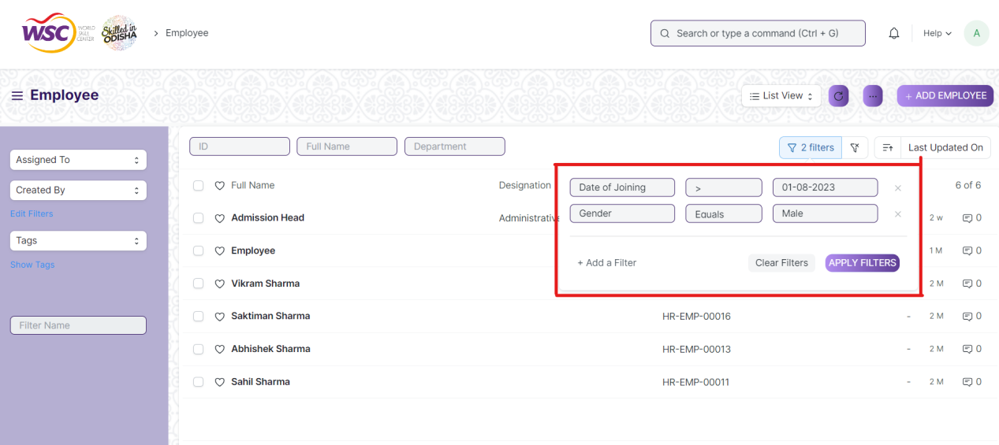 WSC WORLD SKILL CENTER Skilled in ODISHA > Employee
Search or type a command (Ctrl + G)
Help
A
Employee
List View
...
+ ADD EMPLOYEE
Assigned To
Created By
Edit Filters
Tags
Show Tags
Filter Name
ID
Full Name
Department
2 filters
Last Updated On
Full Name Designation 6 of 6
Admission Head Administrative 2 w 0
Employee 1 M 0
Vikram Sharma 2 M 0
Saktiman Sharma HR-EMP-00016 - 2 M 0
Abhishek Sharma HR-EMP-00013 - 2 M 0
Sahil Sharma HR-EMP-00011 - 2 M 0
Date of Joining > 01-08-2023 ×
Gender Equals Male ×
+ Add a Filter
Clear Filters
APPLY FILTERS